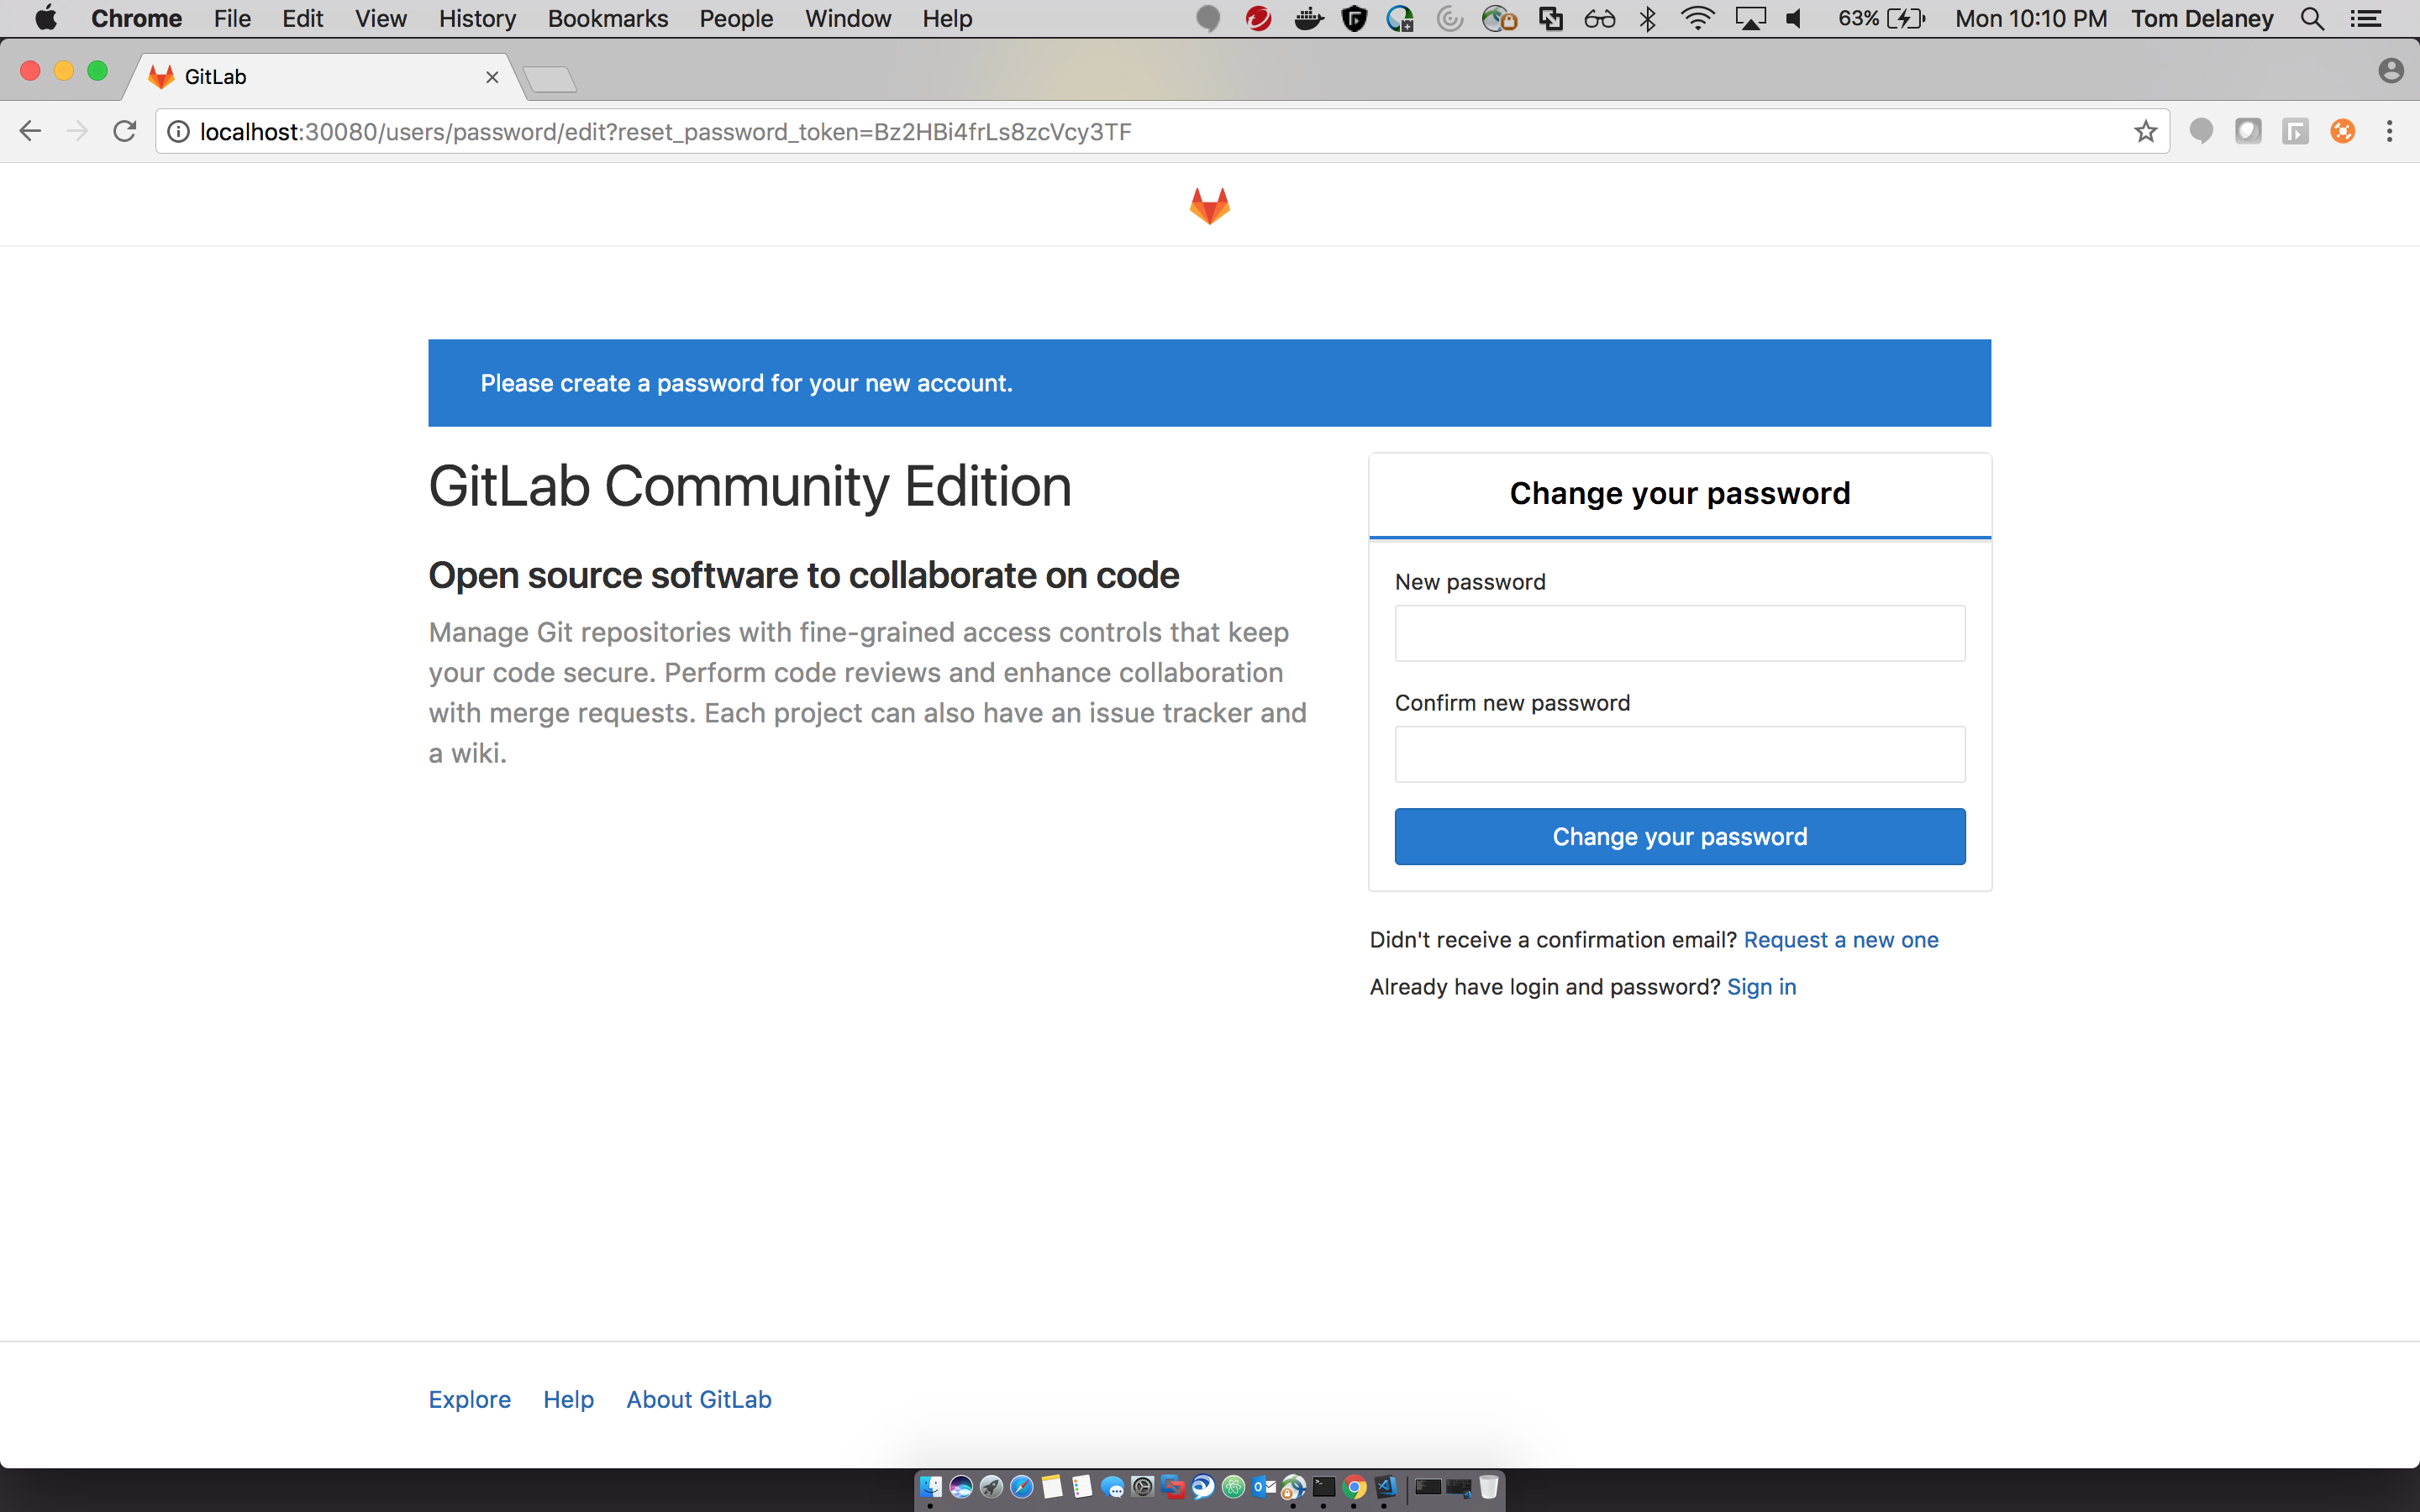 Chrome File Edit View History Bookmarks People Window Help 63% Mon 10:10 PM Tom Delaney
GitLab
localhost:30080/users/password/edit?reset_password_token=Bz2HBi4frLs8zcVcy3TF
Please create a password for your new account.
GitLab Community Edition
Open source software to collaborate on code
Manage Git repositories with fine-grained access controls that keep
your code secure. Perform code reviews and enhance collaboration
with merge requests. Each project can also have an issue tracker and
a wiki.
Change your password
New password
Confirm new password
Change your password
Didn't receive a confirmation email? Request a new one
Already have login and password? Sign in
Explore Help About GitLab